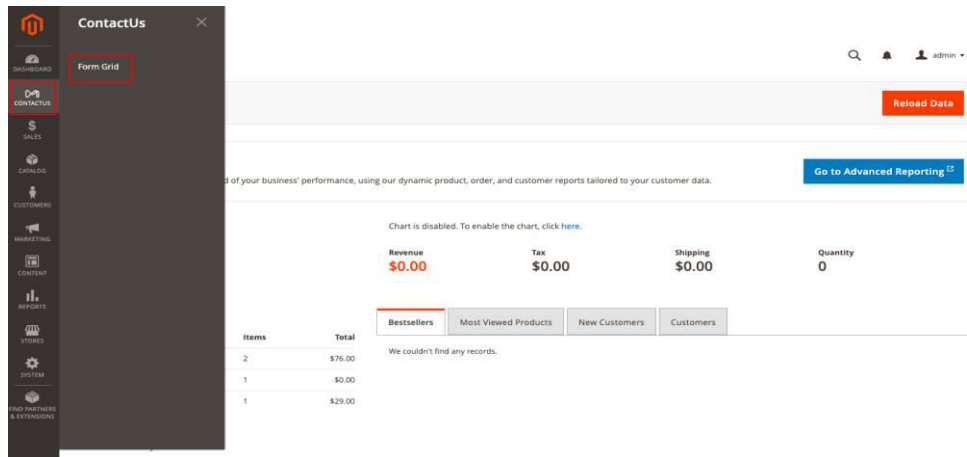 ContactUs
Form Grid
DASHBOARD
CONTACTUS
SALES
CATALOG
CUSTOMERS
MARKETING
CONTENT
REPORTS
STORES
SYSTEM
FIND PARTNERS
& EXTENSIONS
admin
Reload Data
of your business' performance, using our dynamic product, order, and customer reports tailored to your customer data.
Go to Advanced Reporting
Chart is disabled. To enable the chart, click here.
Revenue Tax Shipping Quantity
$0.00 $0.00 $0.00 0
Bestsellers Most Viewed Products New Customers Customers
We couldn't find any records.
Items Total
2 $76.00
1 $0.00
1 $29.00